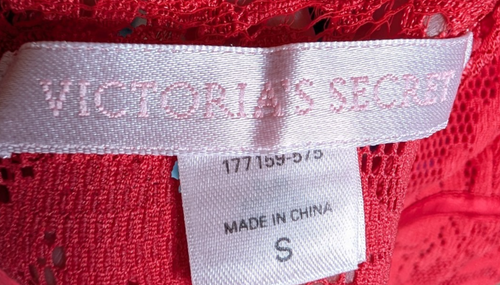 VICTORIA'S SECRET
177159-575
MADE IN CHINA
S